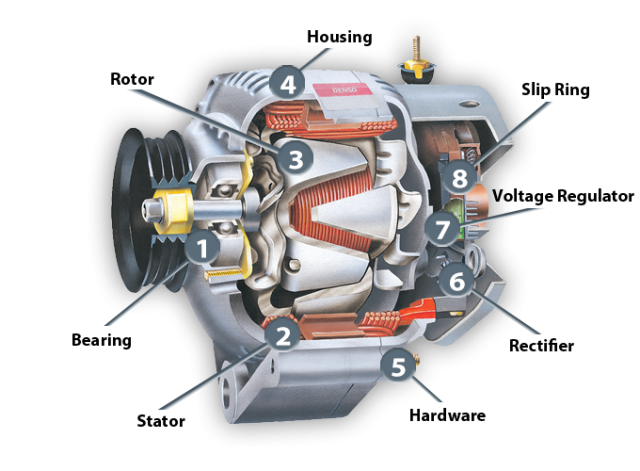 Housing
Rotor
4
DENSO
Slip Ring
3
8
Voltage Regulator
7
1
6
Bearing
2
Rectifier
5
Stator
Hardware